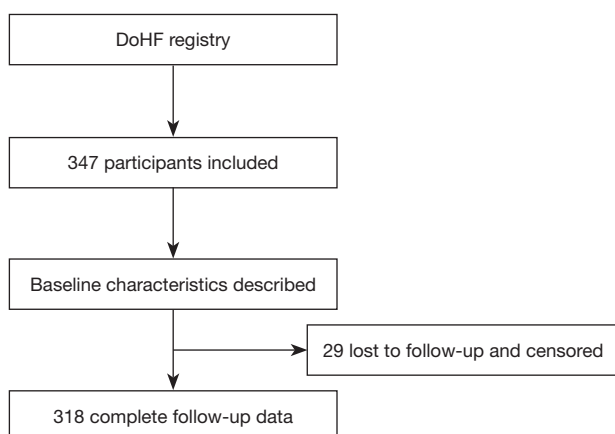 DoHF registry
347 participants included
Baseline characteristics described
29 lost to follow-up and censored
318 complete follow-up data